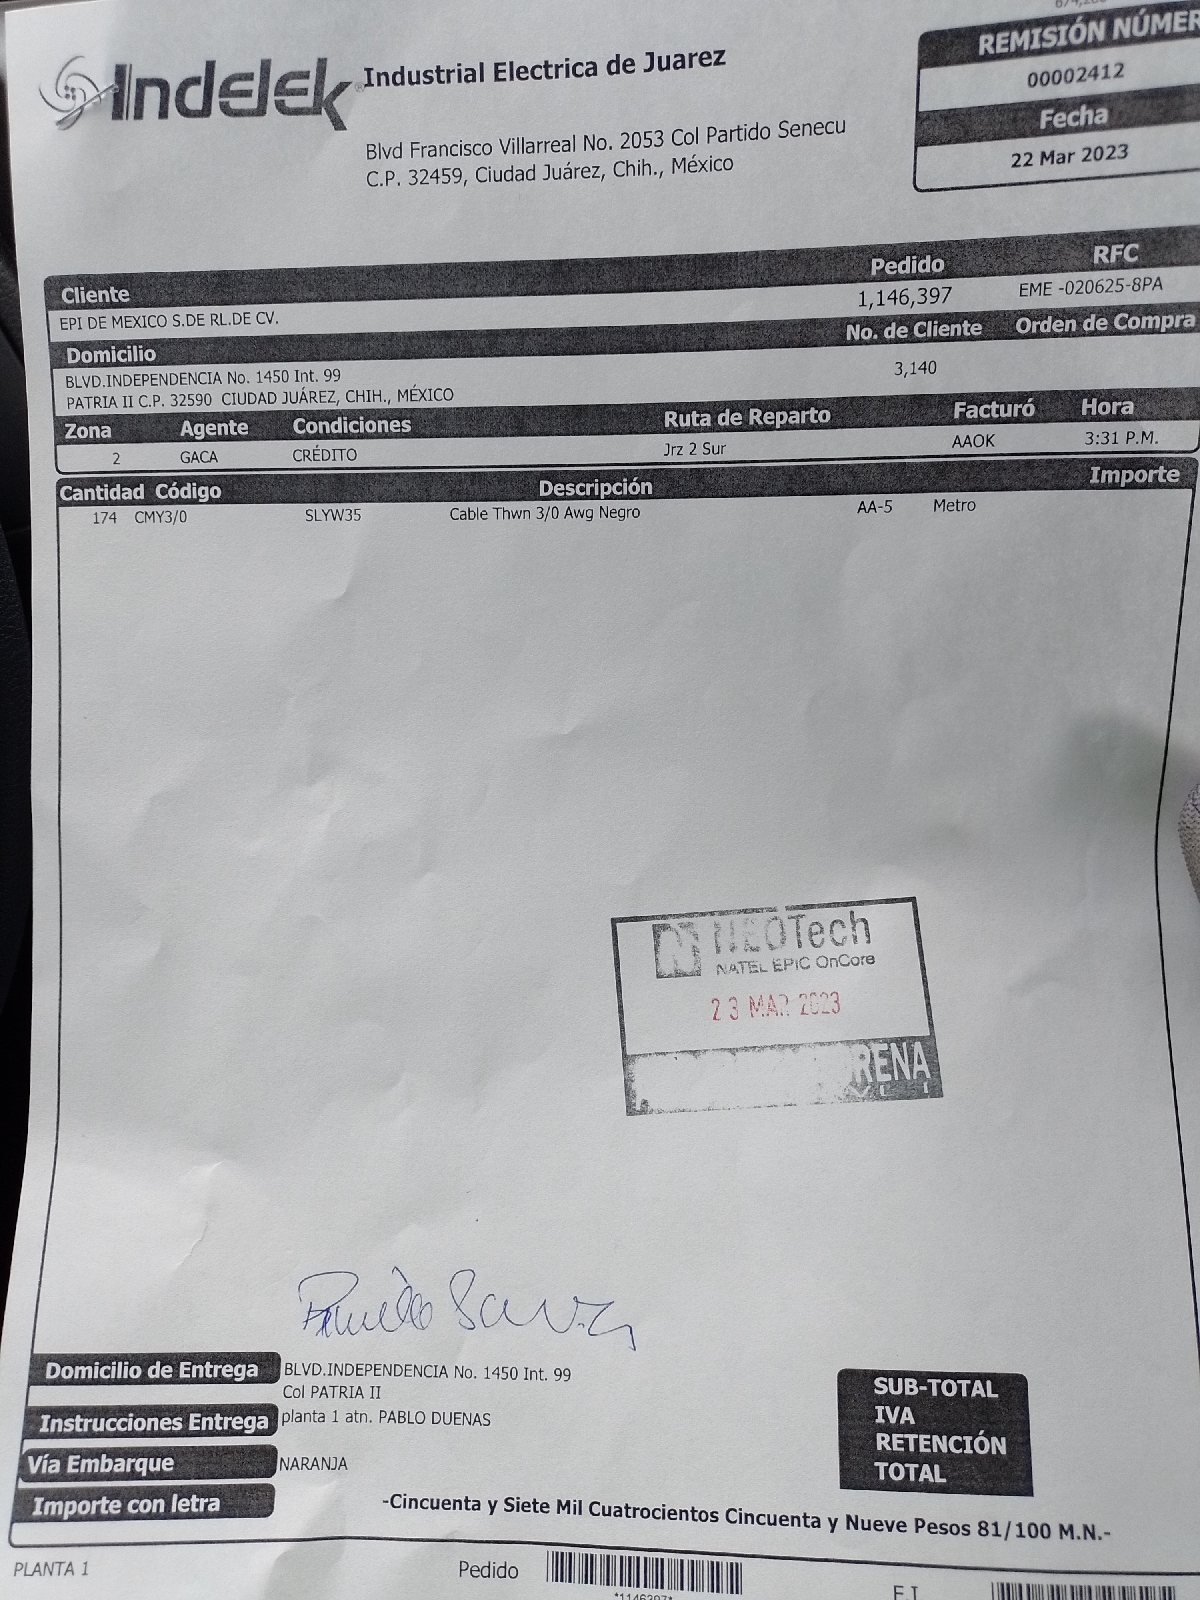 Indelek
Industrial Electrica de Juarez
Blvd Francisco Villarreal No. 2053 Col Partido Senecu
C.P. 32459, Ciudad Juárez, Chih., México
REMISIÓN NÚMER
00002412
Fecha
22 Mar 2023
Cliente Pedido RFC
EPI DE MEXICO S.DE RL.DE CV. 1,146,397 EME -020625-8PA
Domicilio No. de Cliente Orden de Compra
BLVD.INDEPENDENCIA No. 1450 Int. 99 3,140
PATRIA II C.P. 32590 CIUDAD JUÁREZ, CHIH., MÉXICO
Zona Agente Condiciones Ruta de Reparto Facturó Hora
2 GACA CRÉDITO Jrz 2 Sur AAOK 3:31 P.M.
Cantidad Código Descripción Importe
174 CMY3/0 SLYW35 Cable Thwn 3/0 Awg Negro AA-5 Metro
NEOTech
NATEL EPIC OnCore
23 MAR 2023
Domicilio de Entrega BLVD.INDEPENDENCIA No. 1450 Int. 99
Col PATRIA II
Instrucciones Entrega planta 1 atn. PABLO DUENAS
Vía Embarque NARANJA
Importe con letra -Cincuenta y Siete Mil Cuatrocientos Cincuenta y Nueve Pesos 81/100 M.N.-
SUB-TOTAL
IVA
RETENCIÓN
TOTAL
PLANTA 1 Pedido
*1146397*